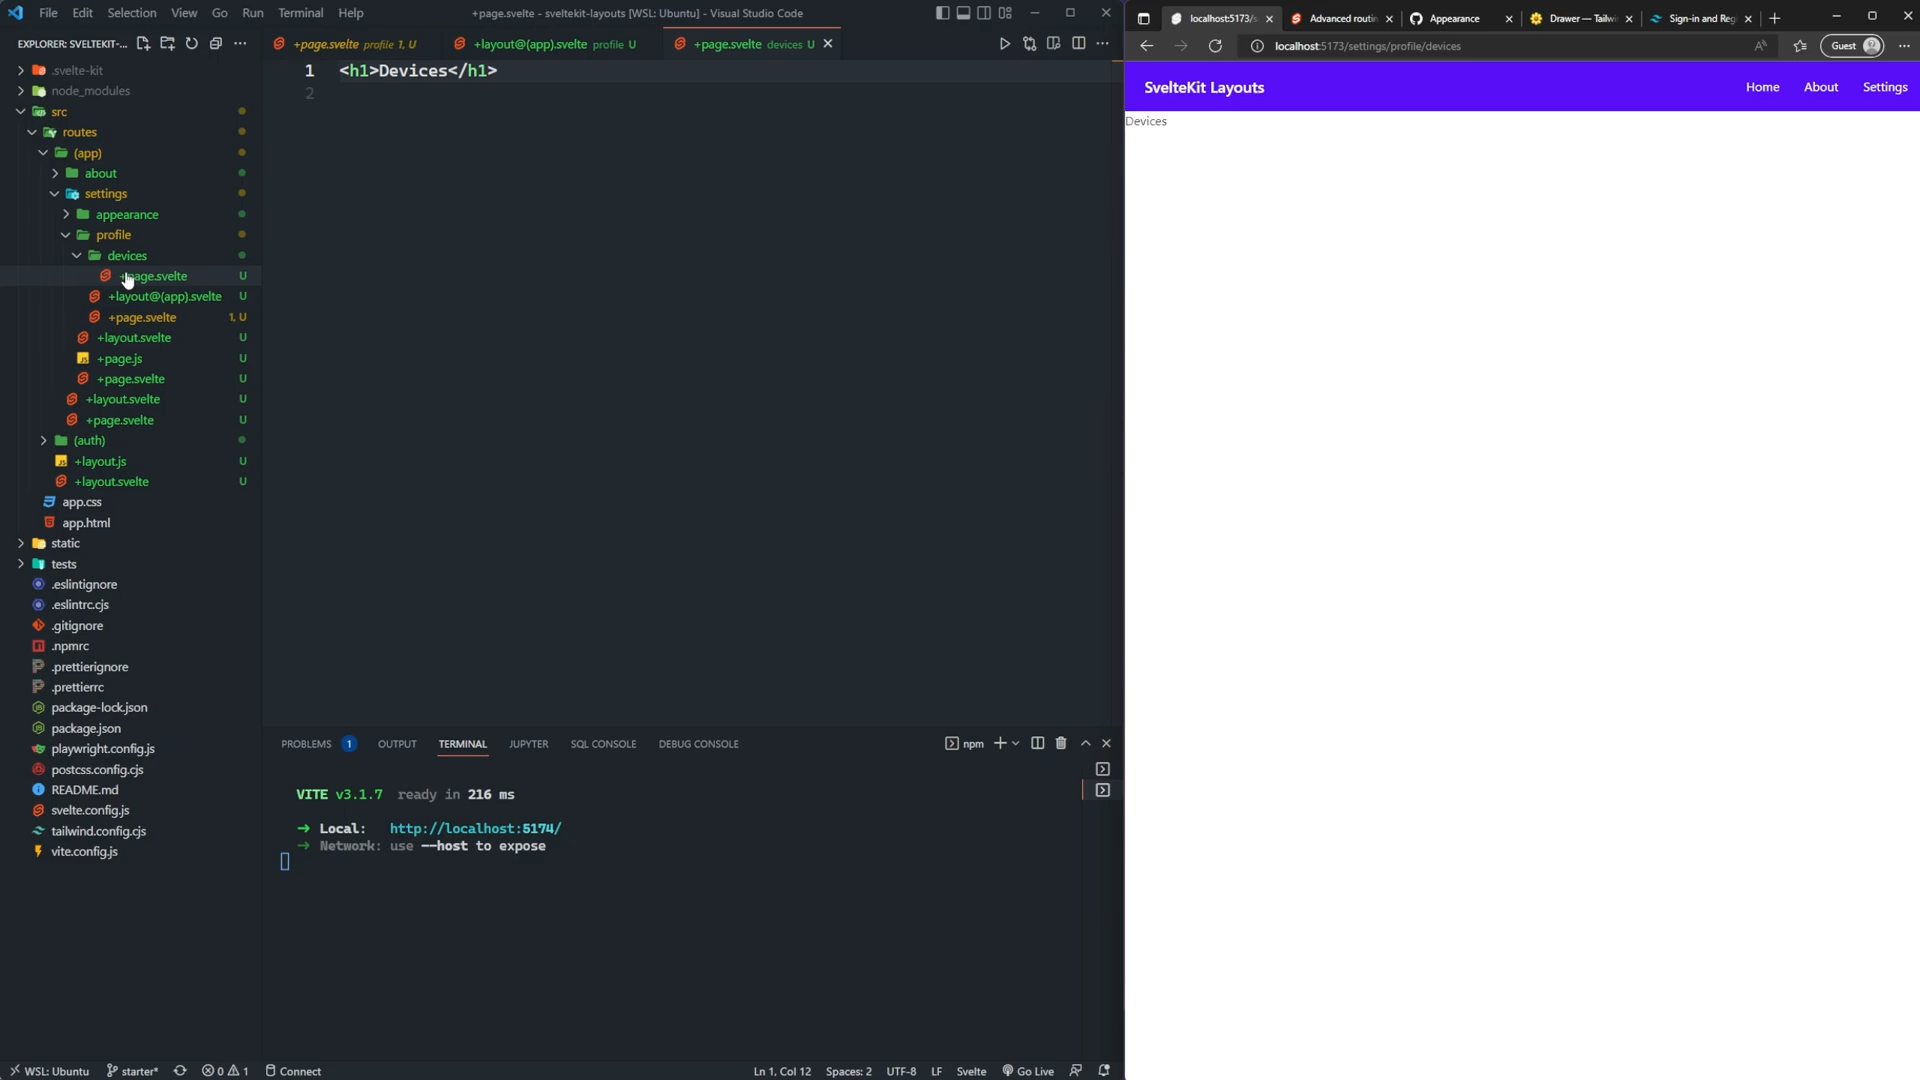 File Edit Selection View Go Run Terminal Help
+page.svelte - sveltekit-layouts [WSL: Ubuntu] - Visual Studio Code
EXPLORER: SVELTEKIT-...
.svelte-kit
node_modules
src
routes
(app)
about
settings
appearance
profile
devices
+page.svelte U
+layout@(app).svelte U
+page.svelte 1, U
+layout.svelte U
+page.js U
+page.svelte U
+layout.svelte U
+page.svelte U
(auth)
+layout.js U
+layout.svelte U
app.css
app.html
static
tests
.eslintignore
.eslintrc.cjs
.gitignore
.npmrc
.prettierignore
.prettierrc
package-lock.json
package.json
playwright.config.js
postcss.config.cjs
README.md
svelte.config.js
tailwind.config.cjs
vite.config.js
+page.svelte profile 1, U
+layout@(app).svelte profile U
+page.svelte devices U
1 <h1>Devices</h1>
2
PROBLEMS 1 OUTPUT TERMINAL JUPYTER SQL CONSOLE DEBUG CONSOLE
npm
VITE v3.1.7 ready in 216 ms
➜ Local: http://localhost:5174/
➜ Network: use --host to expose
WSL: Ubuntu starter* 0 1 Connect
Ln 1, Col 12 Spaces: 2 UTF-8 LF Svelte Go Live
localhost:5173/s
Advanced routin
Appearance
Drawer — Tailwi
Sign-in and Reg
localhost:5173/settings/profile/devices
Guest
SvelteKit Layouts
Home About Settings
Devices